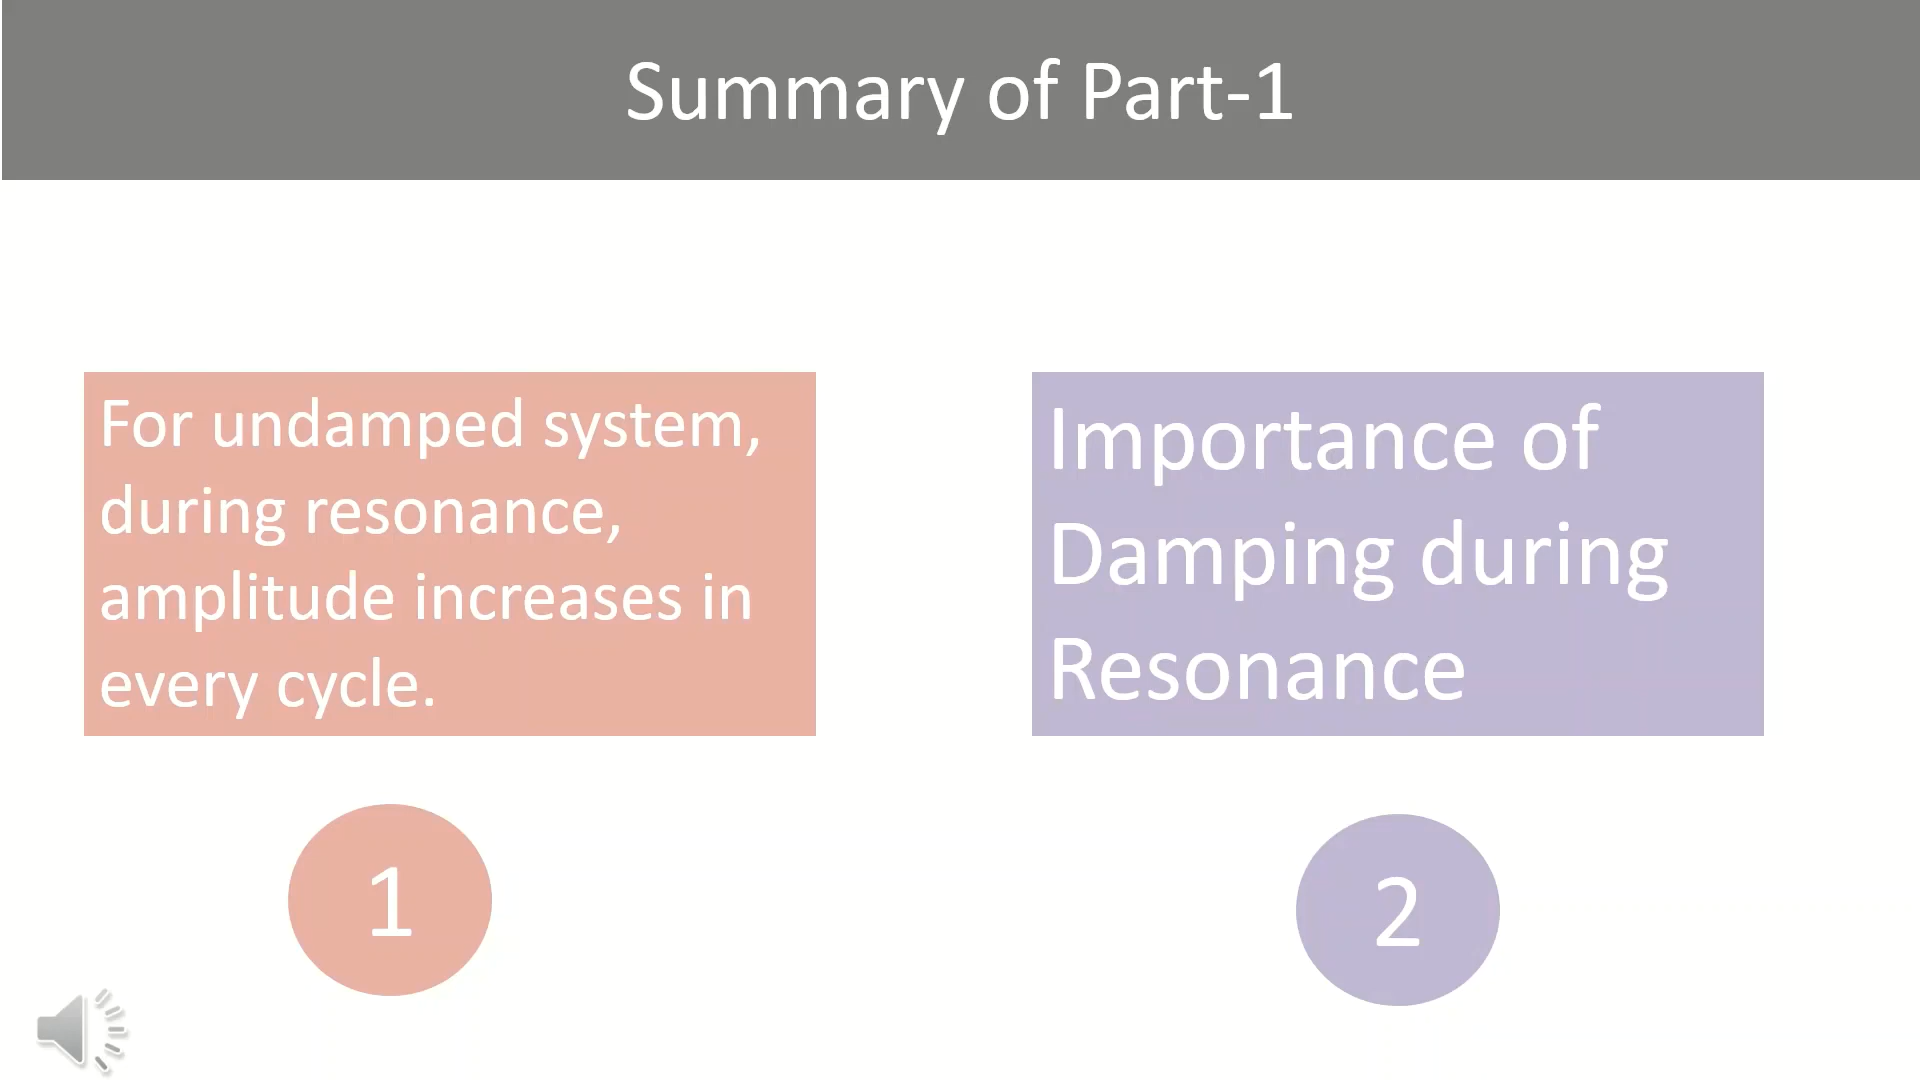 Summary of Part-1
For undamped system,
during resonance,
amplitude increases in
every cycle.
1
Importance of
Damping during
Resonance
2